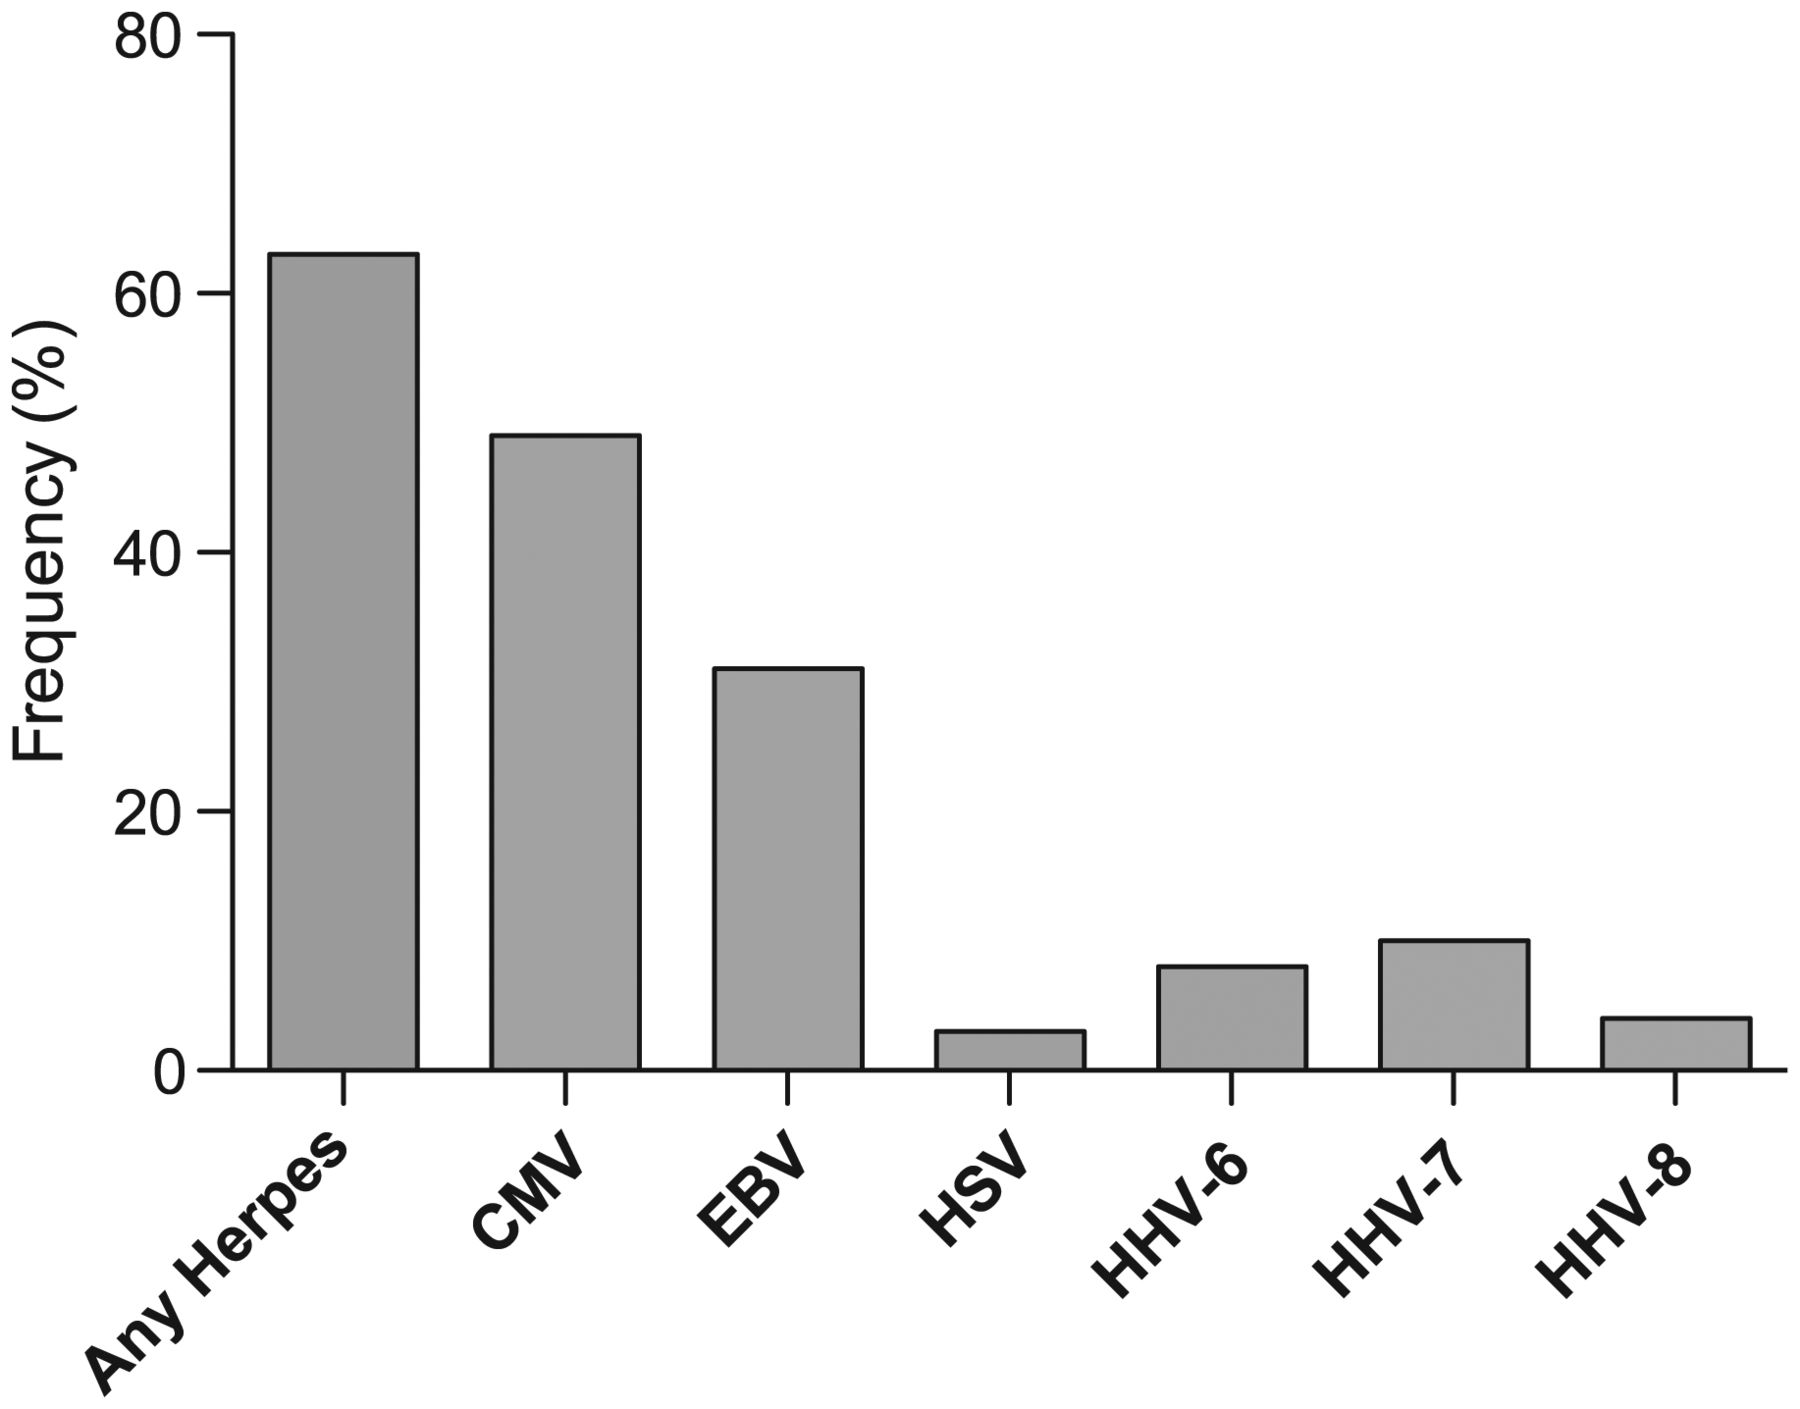 Frequency (%)
80
60
40
20
0
Any Herpes
CMV
EBV
HSV
HHV-6
HHV-7
HHV-8